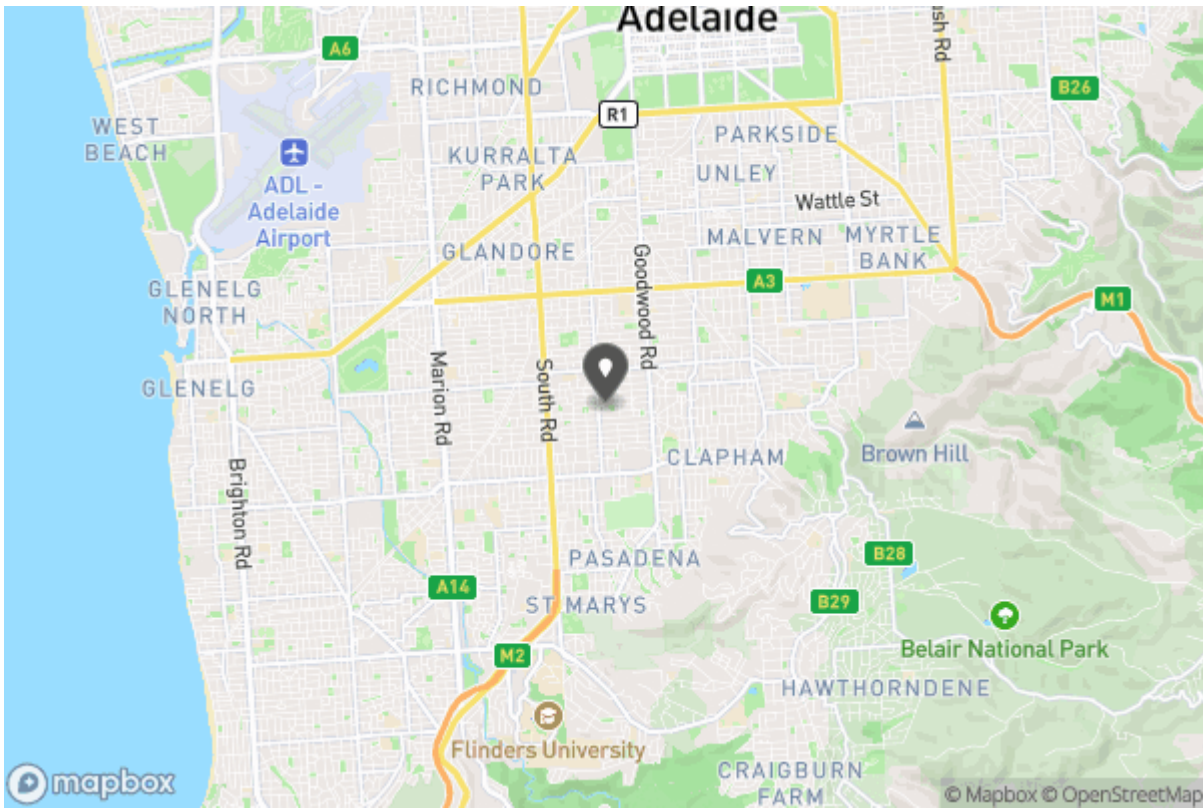 Adelaide
A6
ush Rd
RICHMOND
B26
R1
WEST
BEACH
PARKSIDE
KURRALTA
PARK
UNLEY
ADL -
Adelaide
Airport
Wattle St
GLANDORE
MALVERN
MYRTLE
BANK
Goodwood Rd
A3
GLENELG
NORTH
M1
Marion Rd
South Rd
GLENELG
Brown Hill
CLAPHAM
Brighton Rd
PASADENA
B28
A14
ST MARYS
B29
Belair National Park
M2
HAWTHORNDENE
Flinders University
CRAIGBURN
FARM
mapbox
© Mapbox © OpenStreetMap